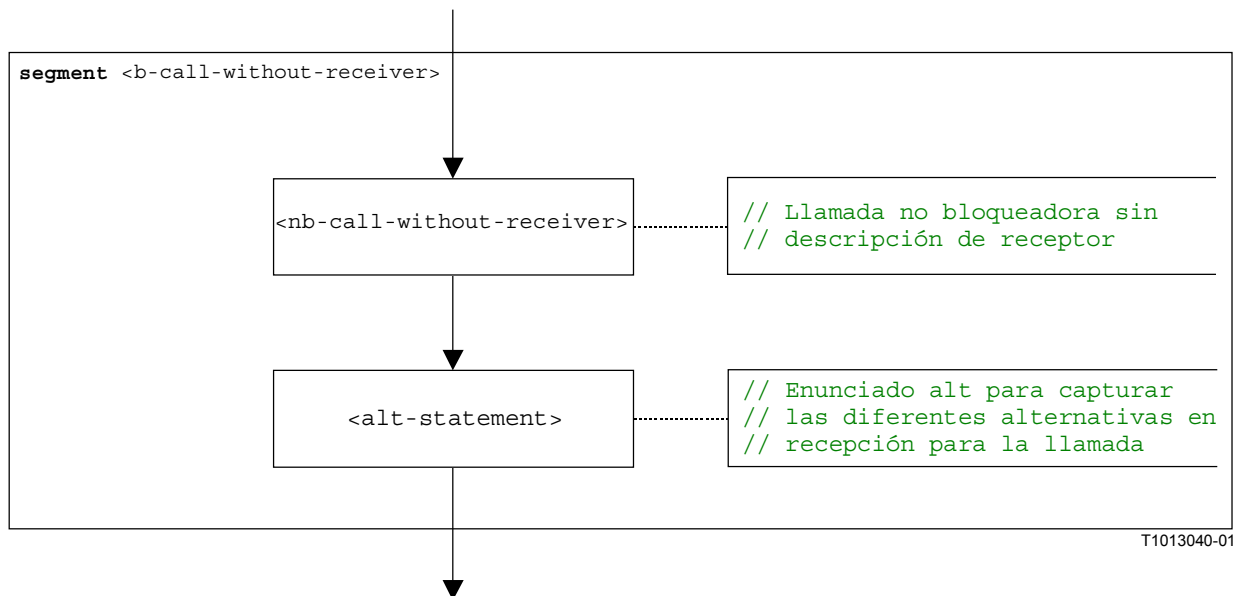 segment <b-call-without-receiver>
<nb-call-without-receiver>
// Llamada no bloqueadora sin
// descripción de receptor
<alt-statement>
// Enunciado alt para capturar
// las diferentes alternativas en
// recepción para la llamada
T1013040-01